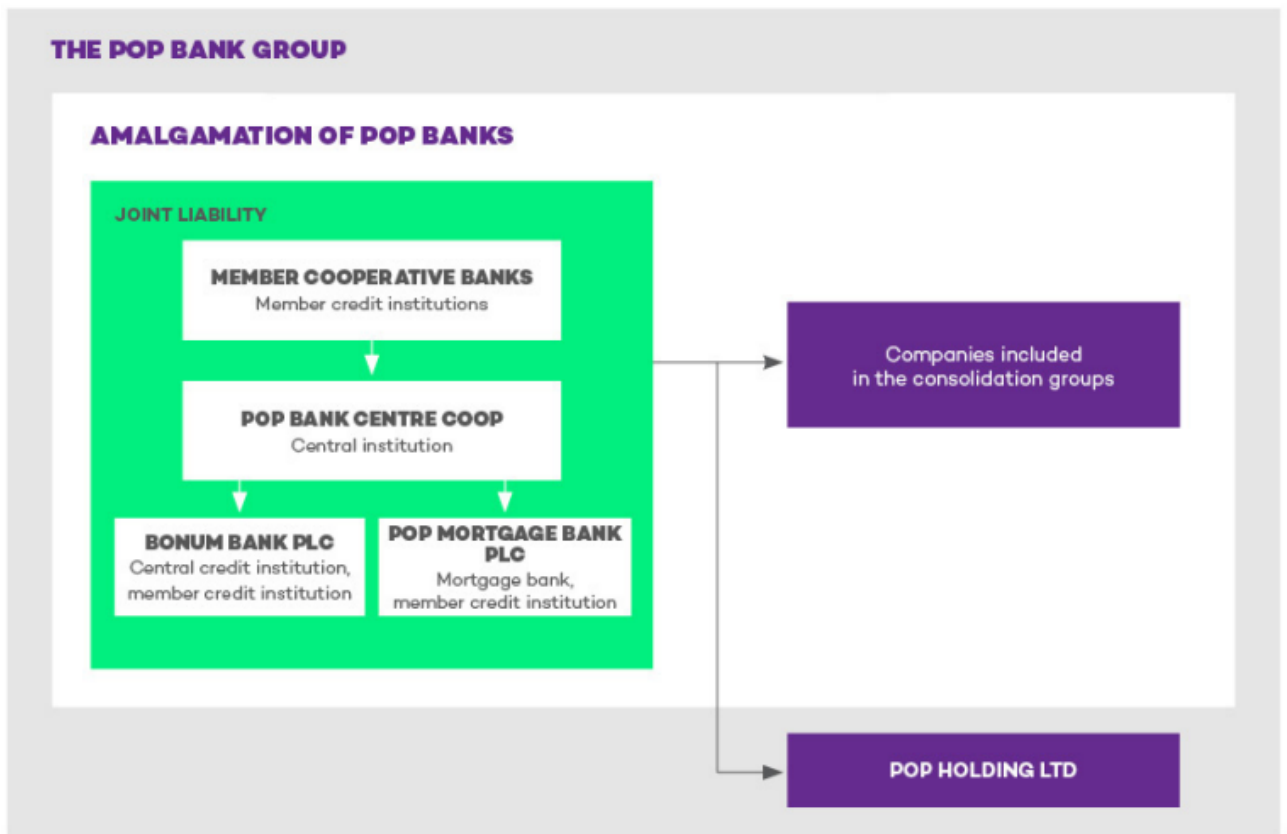 THE POP BANK GROUP
AMALGAMATION OF POP BANKS
JOINT LIABILITY
MEMBER COOPERATIVE BANKS
Member credit institutions
POP BANK CENTRE COOP
Central institution
BONUM BANK PLC
Central credit institution,
member credit institution
POP MORTGAGE BANK
PLC
Mortgage bank,
member credit institution
Companies included
in the consolidation groups
POP HOLDING LTD